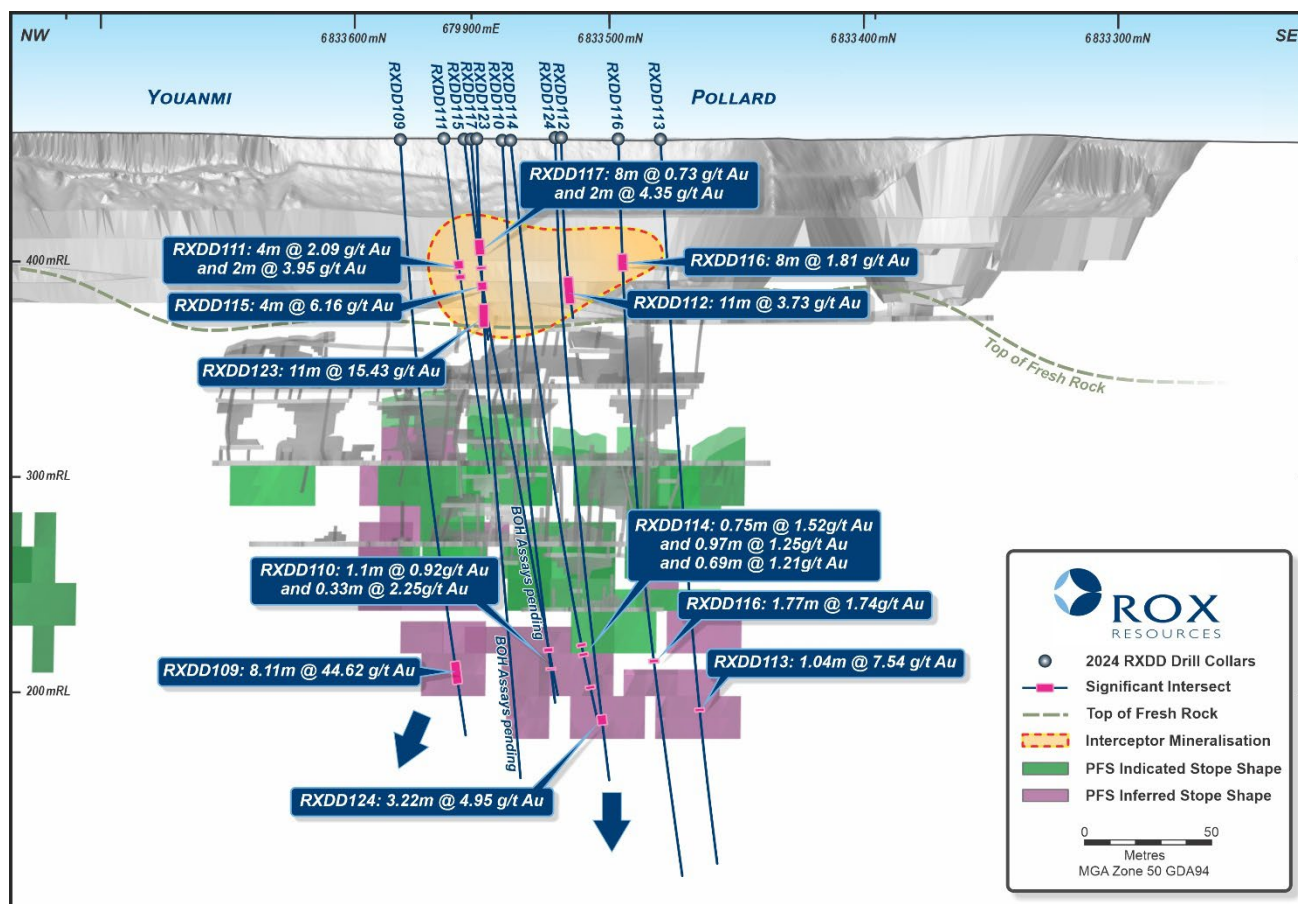 NW
6 833 600 mN
679 900 mE
6 833 500 mN
6 833 400 mN
6 833 300 mN
SE
YOUANMI
POLLARD
RXDD109
RXDD111
RXDD115
RXDD117
RXDD123
RXDD110
RXDD114
RXDD124
RXDD112
RXDD116
RXDD113
RXDD117: 8m @ 0.73 g/t Au
and 2m @ 4.35 g/t Au
RXDD111: 4m @ 2.09 g/t Au
and 2m @ 3.95 g/t Au
400 mRL
RXDD116: 8m @ 1.81 g/t Au
RXDD115: 4m @ 6.16 g/t Au
RXDD112: 11m @ 3.73 g/t Au
RXDD123: 11m @ 15.43 g/t Au
Top of Fresh Rock
300 mRL
BOH Assays pending
RXDD114: 0.75m @ 1.52g/t Au
and 0.97m @ 1.25g/t Au
and 0.69m @ 1.21g/t Au
RXDD110: 1.1m @ 0.92g/t Au
and 0.33m @ 2.25g/t Au
RXDD116: 1.77m @ 1.74g/t Au
BOH Assays pending
RXDD109: 8.11m @ 44.62 g/t Au
RXDD113: 1.04m @ 7.54 g/t Au
200 mRL
RXDD124: 3.22m @ 4.95 g/t Au
ROX
RESOURCES
2024 RXDD Drill Collars
Significant Intersect
Top of Fresh Rock
Interceptor Mineralisation
PFS Indicated Stope Shape
PFS Inferred Stope Shape
0 50
Metres
MGA Zone 50 GDA94